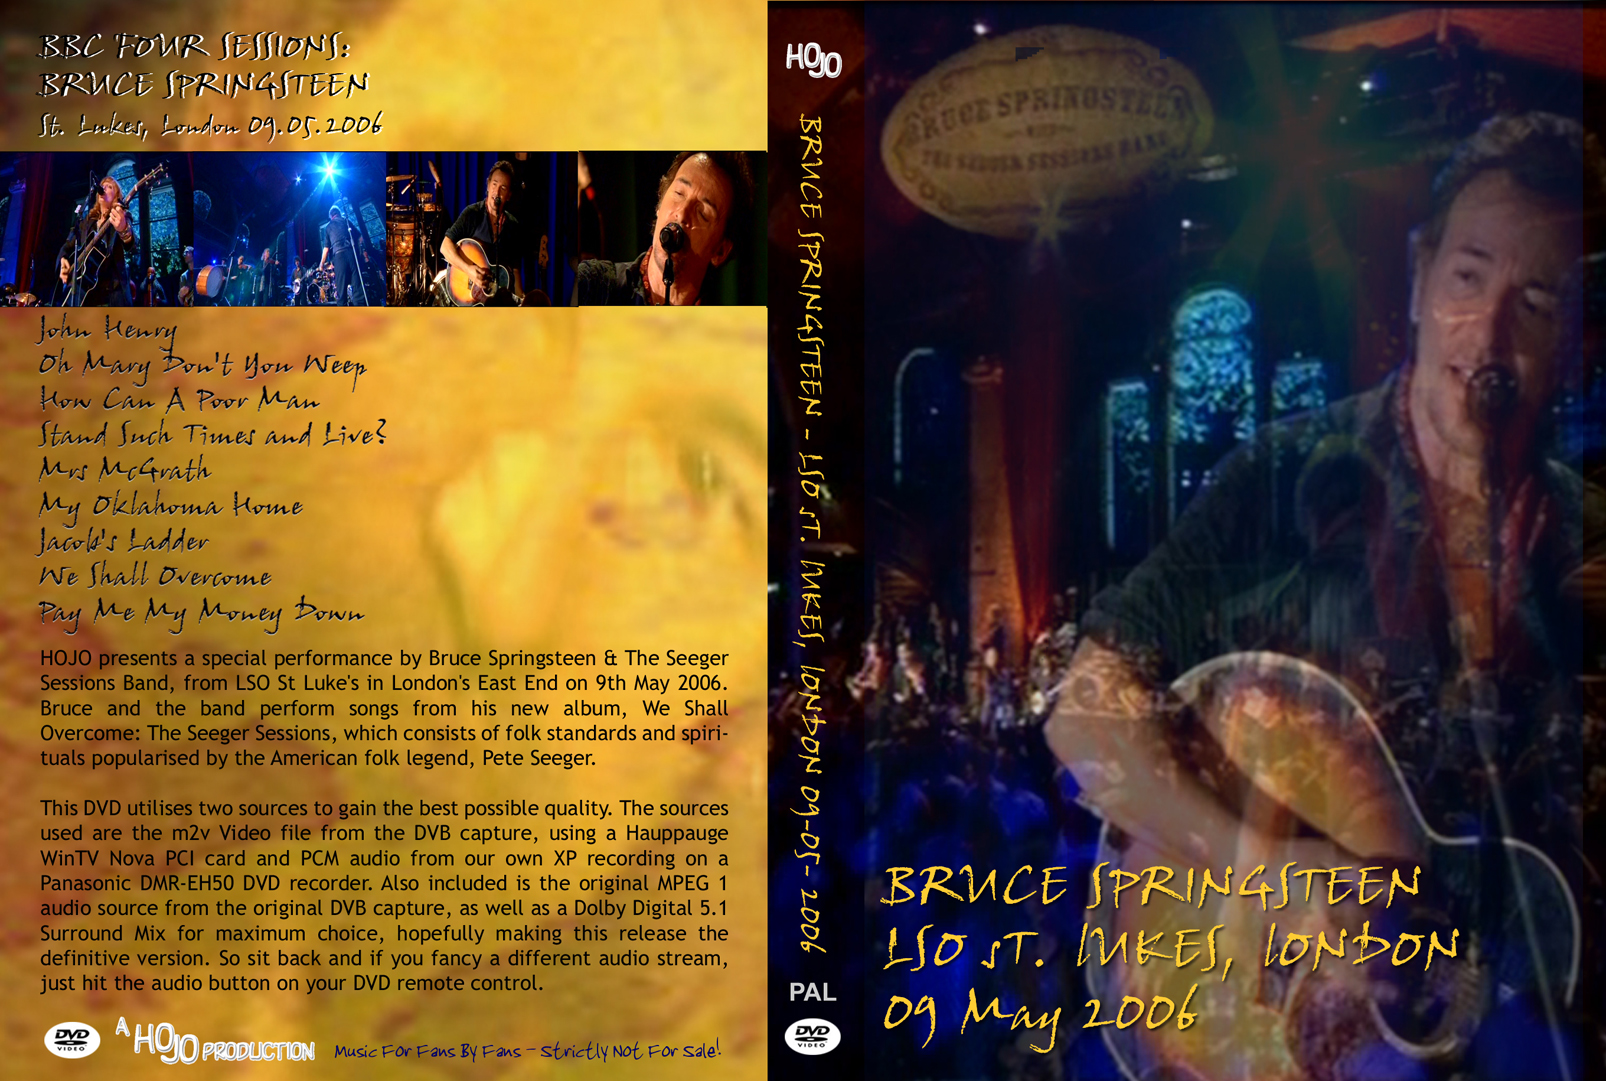 BBC FOUR SESSIONS:
BRUCE SPRINGSTEEN
St. Lukes, London 09.05.2006
John Henry
Oh Mary Don't You Weep
How Can A Poor Man
Stand Such Times and Live?
Mrs McGrath
My Oklahoma Home
Jacob's Ladder
We Shall Overcome
Pay Me My Money Down
HOJO presents a special performance by Bruce Springsteen & The Seeger
Sessions Band, from LSO St Luke's in London's East End on 9th May 2006.
Bruce and the band perform songs from his new album, We Shall
Overcome: The Seeger Sessions, which consists of folk standards and spiri-
tuals popularised by the American folk legend, Pete Seeger.
This DVD utilises two sources to gain the best possible quality. The sources
used are the m2v Video file from the DVB capture, using a Hauppauge
WinTV Nova PCI card and PCM audio from our own XP recording on a
Panasonic DMR-EH50 DVD recorder. Also included is the original MPEG 1
audio source from the original DVB capture, as well as a Dolby Digital 5.1
Surround Mix for maximum choice, hopefully making this release the
definitive version. So sit back and if you fancy a different audio stream,
just hit the audio button on your DVD remote control.
DVD VIDEO
A HOJO PRODUCTION
Music For Fans By Fans - Strictly Not For Sale!
HOJO
BRUCE SPRINGSTEEN - LSO ST. LUKES, LONDON 09-05- 2006
PAL
DVD VIDEO
BRUCE SPRINGSTEEN
THE SEEGER SESSIONS BAND
BRUCE SPRINGSTEEN
LSO ST. LUKES, LONDON
09 May 2006